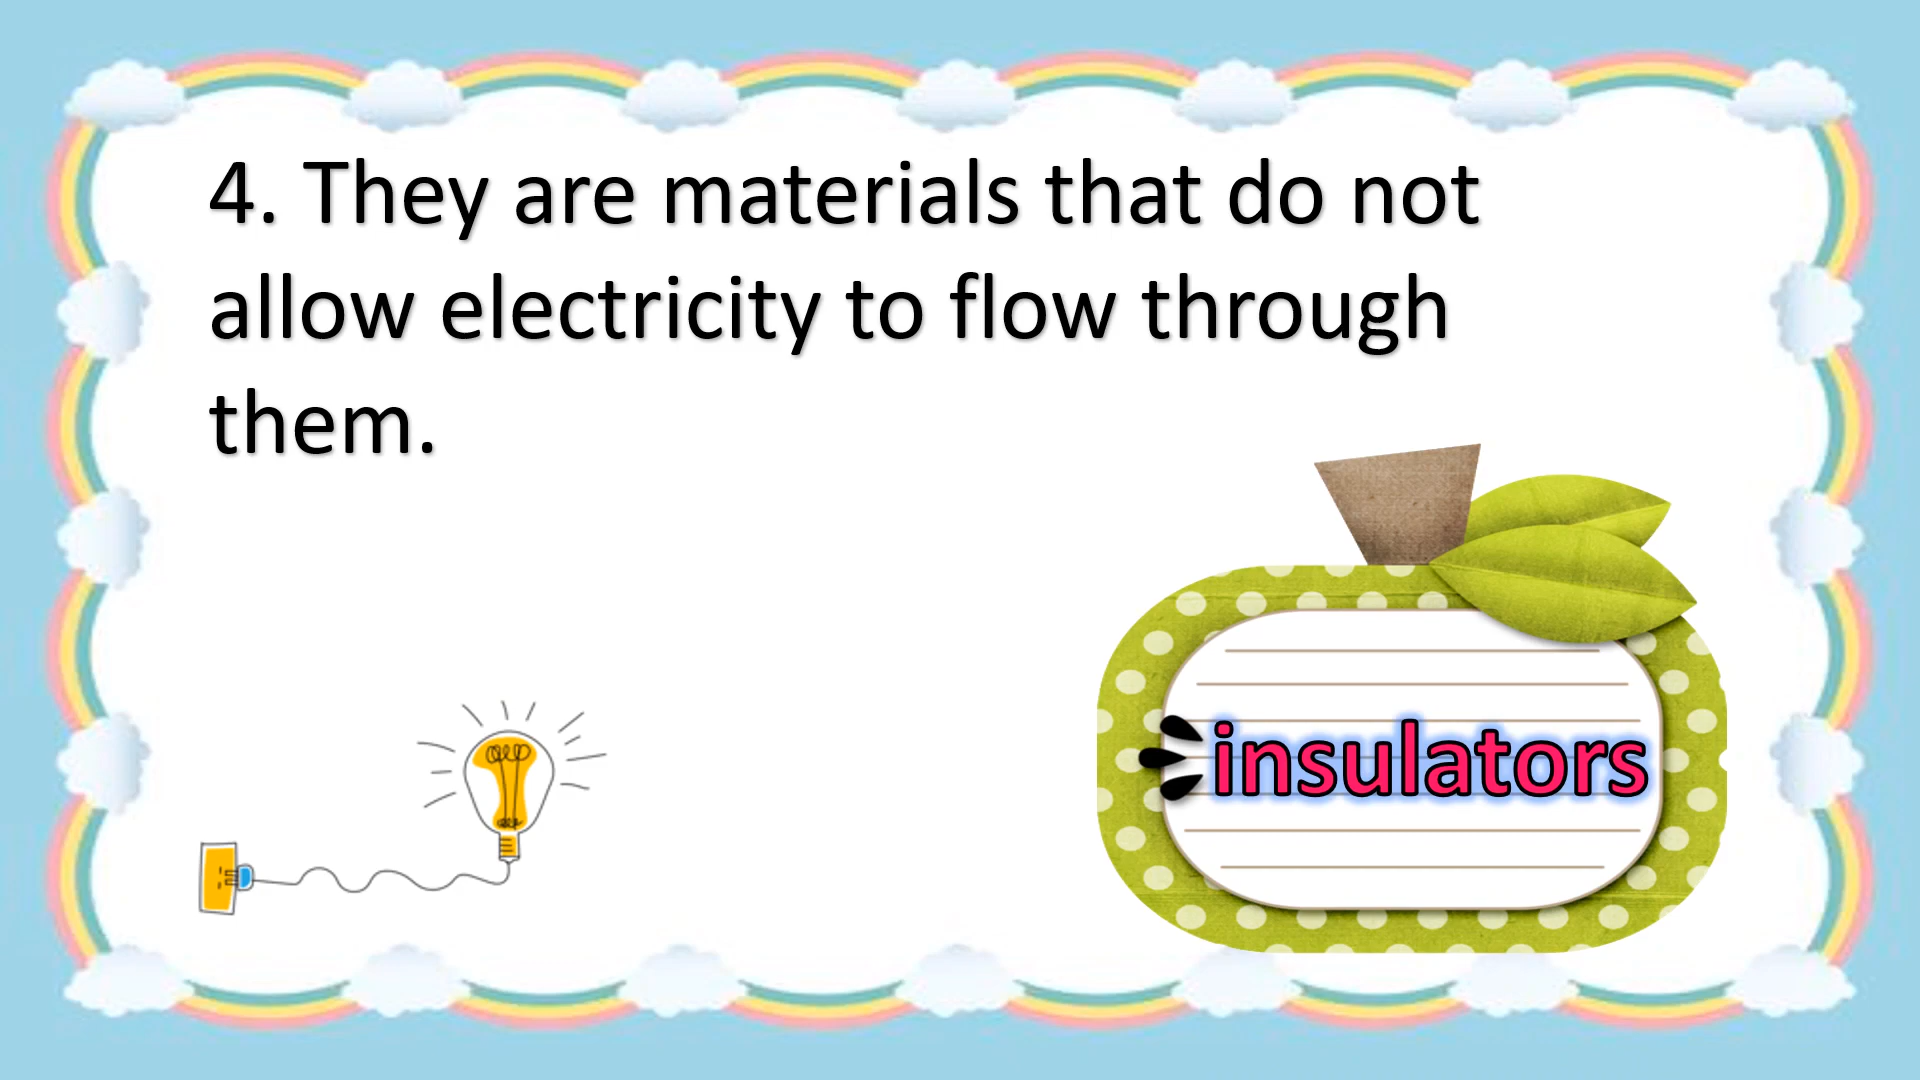 4. They are materials that do not
allow electricity to flow through
them.
insulators